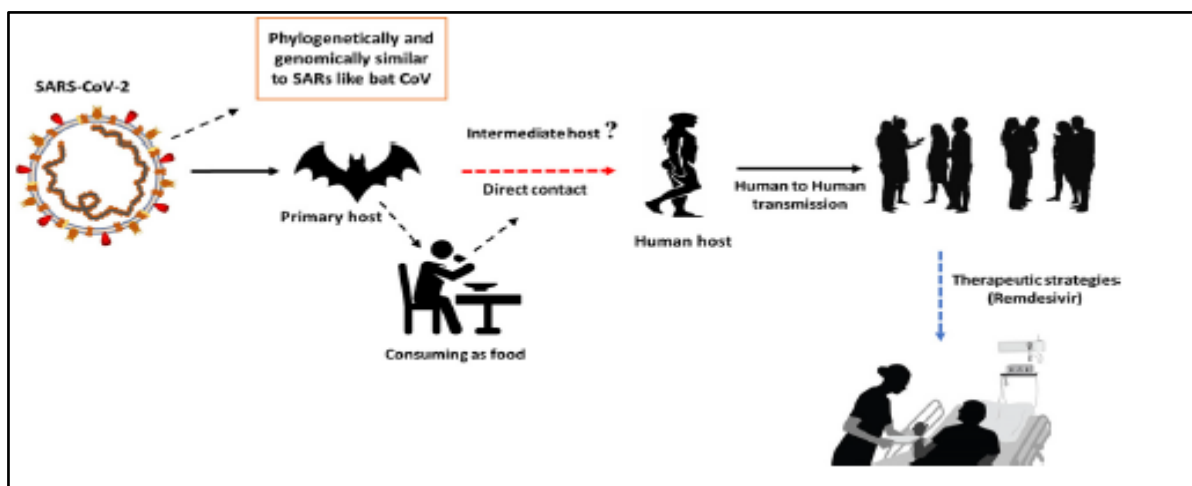 Phylogenetically and
genomically similar
to SARs like bat CoV
SARS-CoV-2
Intermediate host ?
Direct contact
Primary host
Human host
Human to Human
transmission
Consuming as food
Therapeutic strategies
(Remdesivir)